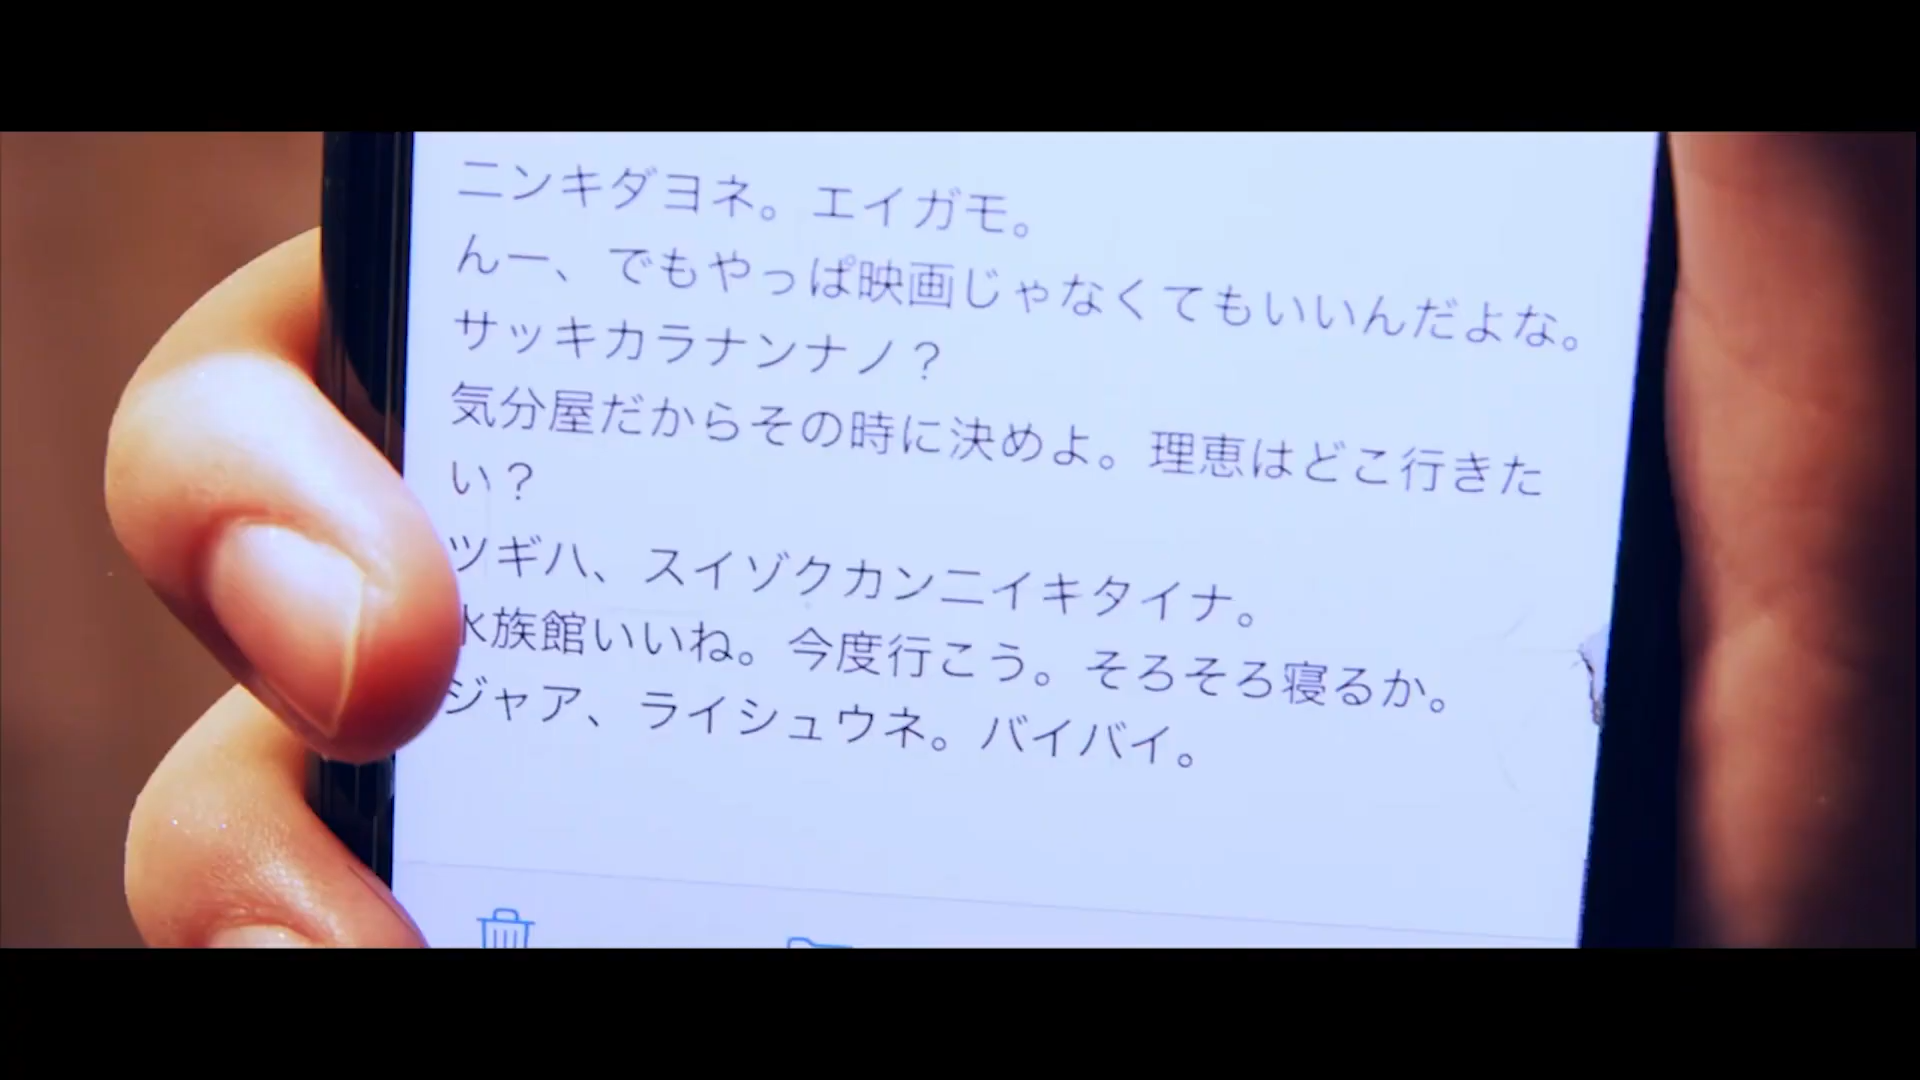 ニンキダヨネ。エイガモ。
んー、でもやっぱ映画じゃなくてもいいんだよな。
サッキカラナンナノ？
気分屋だからその時に決めよ。理恵はどこ行きた
い？
ツギハ、スイゾクカンニイキタイナ。
水族館いいね。今度行こう。そろそろ寝るか。
ジャア、ライシュウネ。バイバイ。